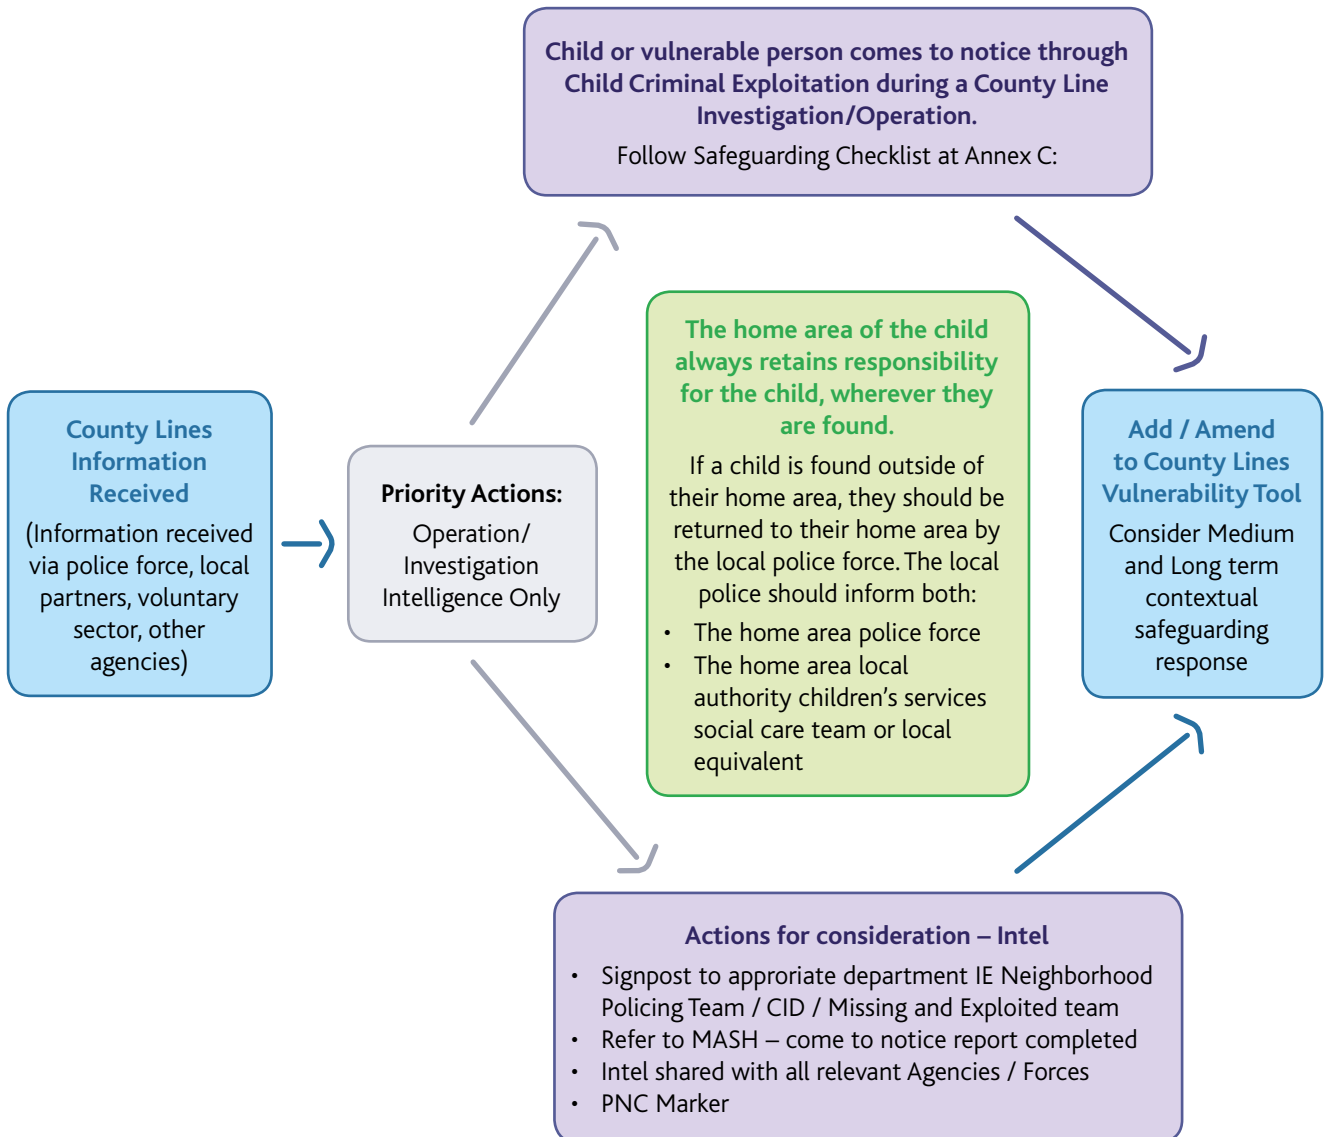 Child or vulnerable person comes to notice through
Child Criminal Exploitation during a County Line
Investigation/Operation.
Follow Safeguarding Checklist at Annex C:
County Lines
Information
Received
(Information received
via police force, local
partners, voluntary
sector, other
agencies)
Priority Actions:
Operation/
Investigation
Intelligence Only
The home area of the child
always retains responsibility
for the child, wherever they
are found.
If a child is found outside of
their home area, they should be
returned to their home area by
the local police force. The local
police should inform both:
• The home area police force
• The home area local
authority children’s services
social care team or local
equivalent
Add / Amend
to County Lines
Vulnerability Tool
Consider Medium
and Long term
contextual
safeguarding
response
Actions for consideration – Intel
• Signpost to approriate department IE Neighborhood
Policing Team / CID / Missing and Exploited team
• Refer to MASH – come to notice report completed
• Intel shared with all relevant Agencies / Forces
• PNC Marker